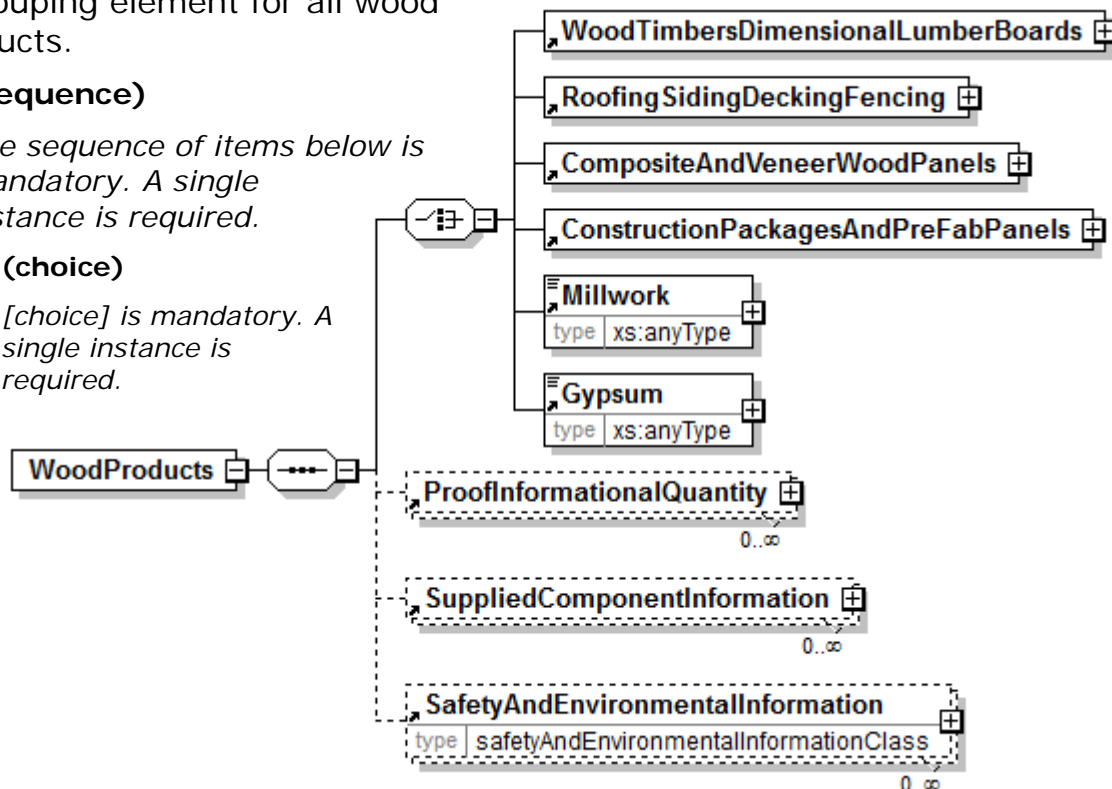 ouping element for all wood
ucts.
equence)
e sequence of items below is
andatory. A single
stance is required.
(choice)
[choice] is mandatory. A
single instance is
required.
WoodProducts
WoodTimbersDimensionalLumberBoards
RoofingSidingDeckingFencing
CompositeAndVeneerWoodPanels
ConstructionPackagesAndPreFabPanels
Millwork
type xs:anyType
Gypsum
type xs:anyType
ProofInformationalQuantity
0..∞
SuppliedComponentInformation
0..∞
SafetyAndEnvironmentalInformation
type safetyAndEnvironmentalInformationClass
0..∞